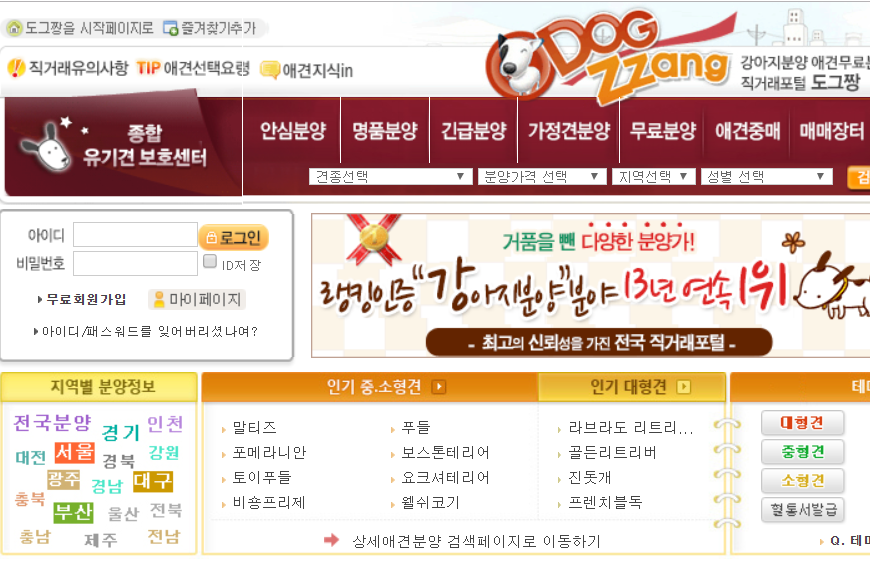 도그짱을 시작페이지로 즐겨찾기추가
직거래유의사항 TIP 애견선택요령 애견지식in
DOG
Zzang
강아지분양 애견무료분
직거래포털 도그짱
종합
유기견 보호센터
안심분양 명품분양 긴급분양 가정견분양 무료분양 애견중매 매매장터
견종선택 분양가격 선택 지역선택 성별 선택 검
아이디 로그인
비밀번호 ID저장
무료회원가입 마이페이지
아이디/패스워드를 잊어버리셨나여?
거품을 뺀 다양한 분양가!
랭킹인증 "강아지분양"분야 13년 연속 1위
- 최고의 신뢰성을 가진 전국 직거래포털 -
지역별 분양정보
전국분양 경기 인천
대전 서울 경북 강원
광주 경남 대구
충북 부산 울산 전북
충남 제주 전남
인기 중.소형견
말티즈 푸들
포메라니안 보스톤테리어
토이푸들 요크셔테리어
비숑프리제 웰쉬코기
인기 대형견
라브라도 리트리...
골든리트리버
진돗개
프렌치블독
상세애견분양 검색페이지로 이동하기
테
대형견
중형견
소형견
혈통서발급
Q. 테